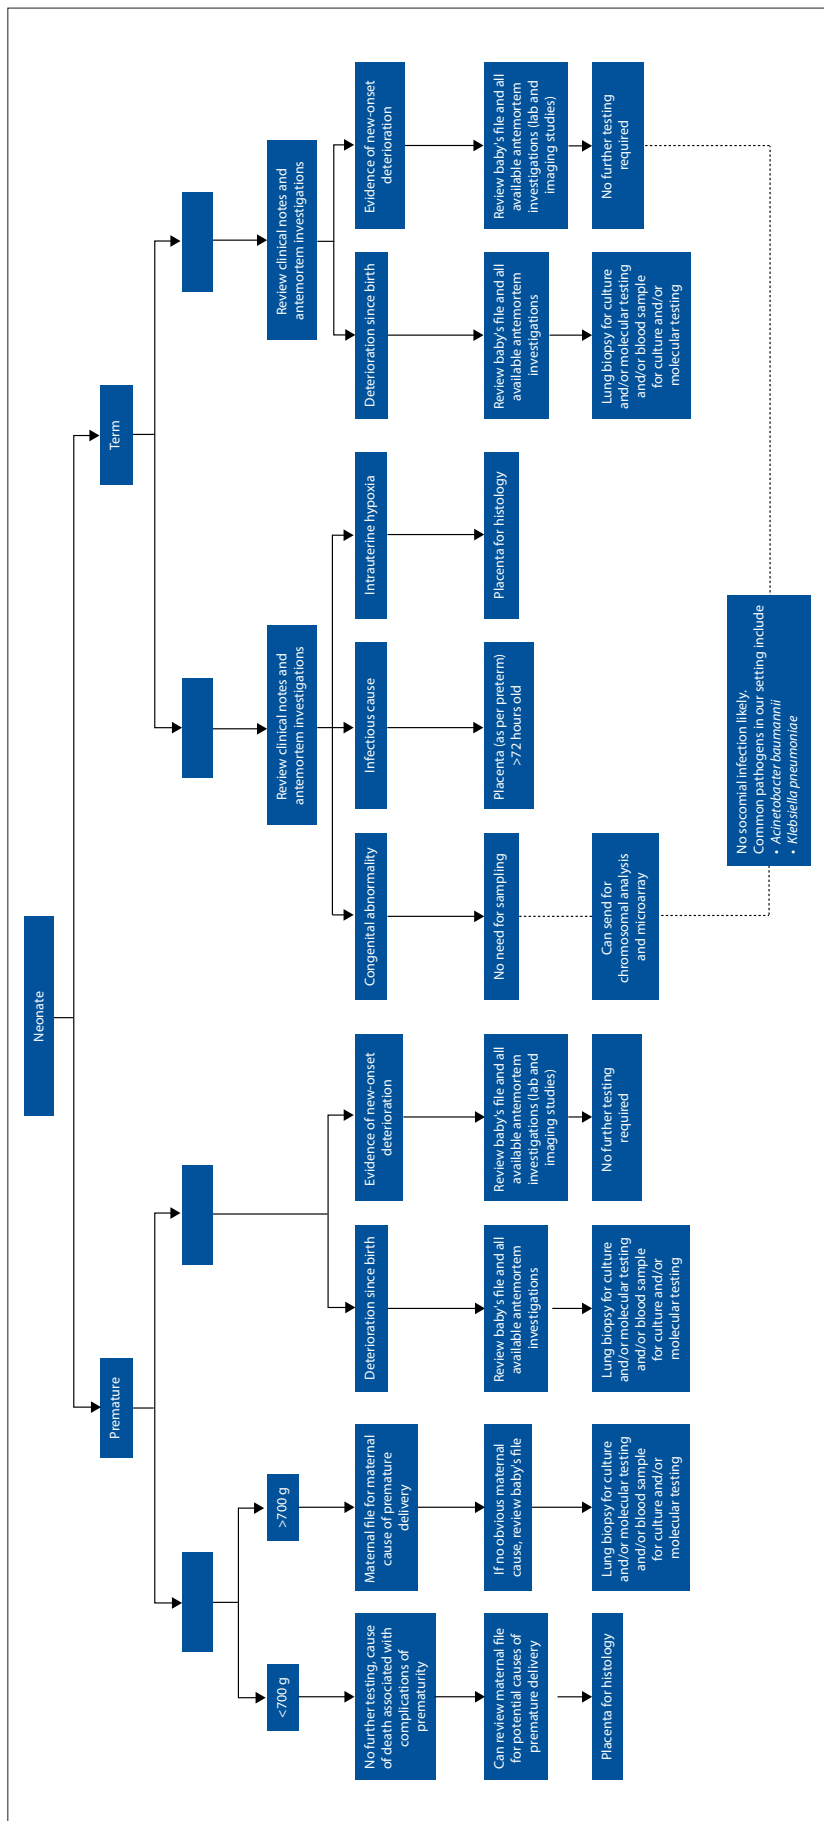 Neonate
Premature
Term
<700 g
>700 g
Review clinical notes and
antemortem investigations
Review clinical notes and
antemortem investigations
No further testing, cause
of death associated with
complications of
prematurity
Maternal file for maternal
cause of premature
delivery
Deterioration since birth
Evidence of new-onset
deterioration
Congenital abnormality
Infectious cause
Intrauterine hypoxia
Deterioration since birth
Evidence of new-onset
deterioration
Can review maternal file
for potential causes of
premature delivery
If no obvious maternal
cause, review baby's file
Review baby's file and all
available antemortem
investigations
Review baby's file and all
available antemortem
investigations (lab and
imaging studies)
No need for sampling
Placenta (as per preterm)
>72 hours old
Placenta for histology
Review baby's file and all
available antemortem
investigations
Review baby's file and all
available antemortem
investigations (lab and
imaging studies)
Placenta for histology
Lung biopsy for culture
and/or molecular testing
and/or blood sample
for culture and/or
molecular testing
Lung biopsy for culture
and/or molecular testing
and/or blood sample
for culture and/or
molecular testing
No further testing
required
Can send for
chromosomal analysis
and microarray
Lung biopsy for culture
and/or molecular testing
and/or blood sample
for culture and/or
molecular testing
No further testing
required
No socomial infection likely.
Common pathogens in our setting include
• Acinetobacter baumannii
• Klebsiella pneumoniae